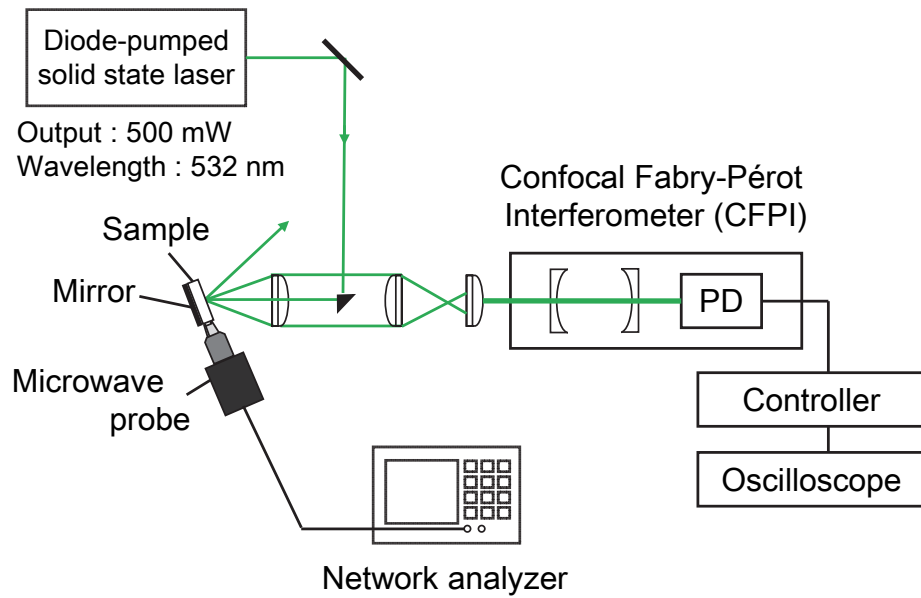 Diode-pumped
solid state laser
Output : 500 mW
Wavelength : 532 nm
Confocal Fabry-Pérot
Interferometer (CFPI)
Sample
Mirror
PD
Microwave
probe
Controller
Oscilloscope
Network analyzer